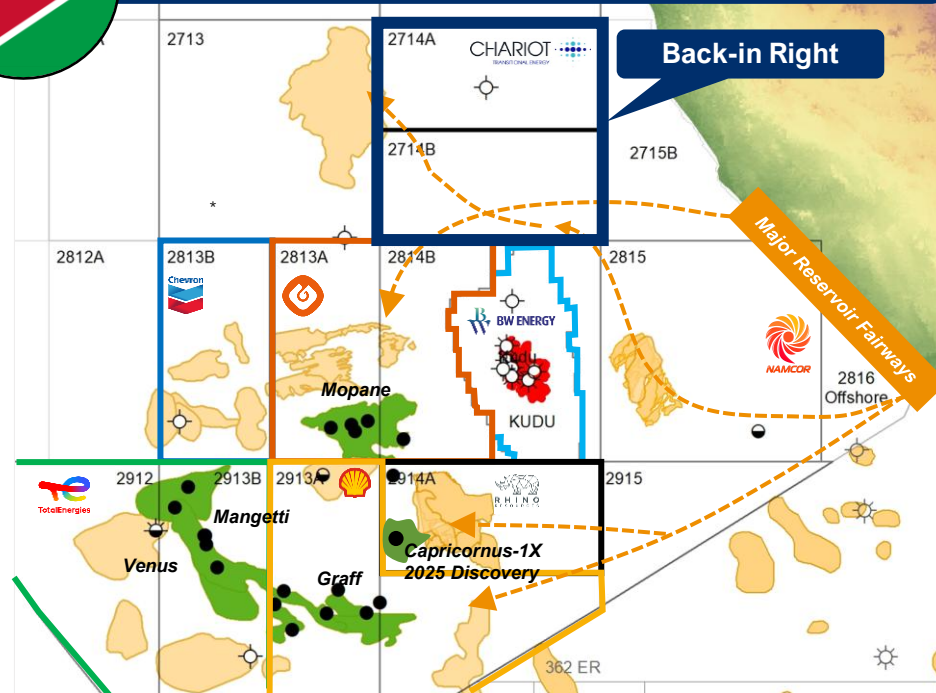 A
2713
2714A
CHARIOT
TRANSITIONAL ENERGY
Back-in Right
2714B
2715B
*
Major Reservoir Fairways
2812A
2813B
2813A
2814B
2815
Chevron
BW
BW ENERGY
NAMCOR
Kudu
2816
Offshore
Mopane
KUDU
2912
2913B
2913A
2914A
2915
TotalEnergies
RHINO
RESOURCES
Mangetti
Venus
Capricornus-1X
2025 Discovery
Graff
362 ER